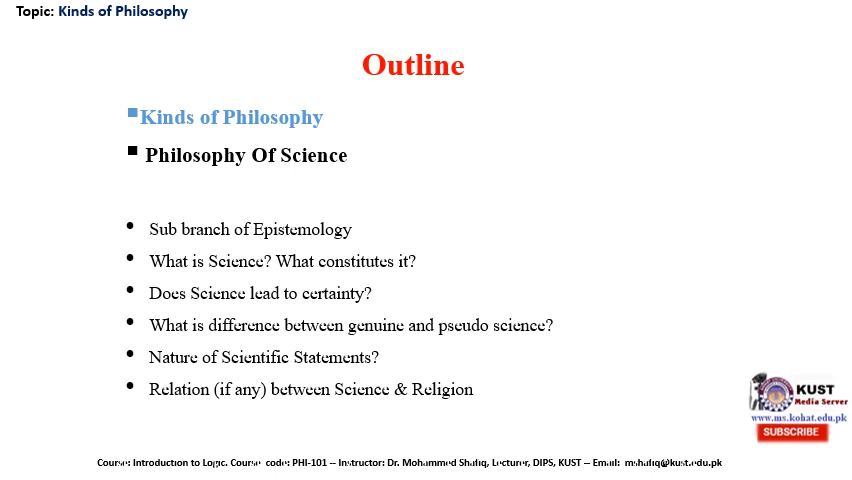 Topic: Kinds of Philosophy
Outline
Kinds of Philosophy
Philosophy Of Science
Sub branch of Epistemology
What is Science? What constitutes it?
Does Science lead to certainty?
What is difference between genuine and pseudo science?
Nature of Scientific Statements?
Relation (if any) between Science & Religion
KUST
Media Server
www.ms.kohat.edu.pk
SUBSCRIBE
Course: Introduction to Logic. Course code: PHI-101 -- Instructor: Dr. Mohammed Shafiq, Lecturer, DIPS, KUST -- Email: mshafiq@kust.edu.pk